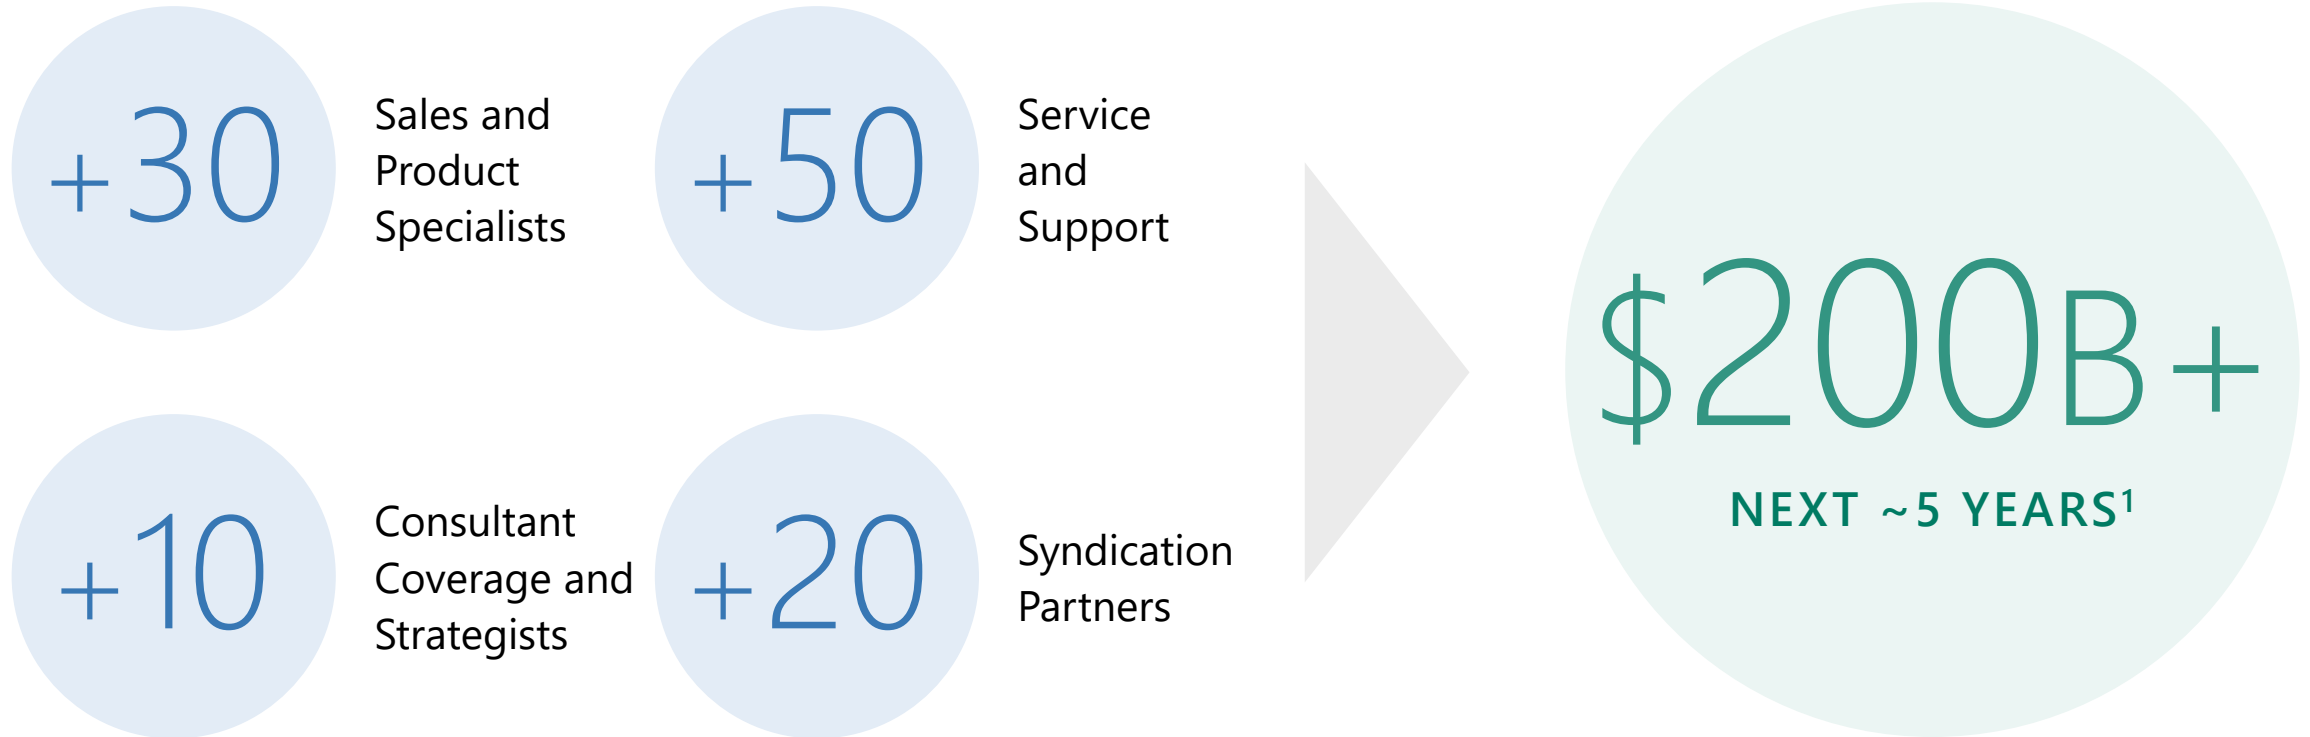 +30
Sales and
Product
Specialists
+50
Service
and
Support
+10
Consultant
Coverage and
Strategists
+20
Syndication
Partners
$200B+
NEXT ~5 YEARS¹